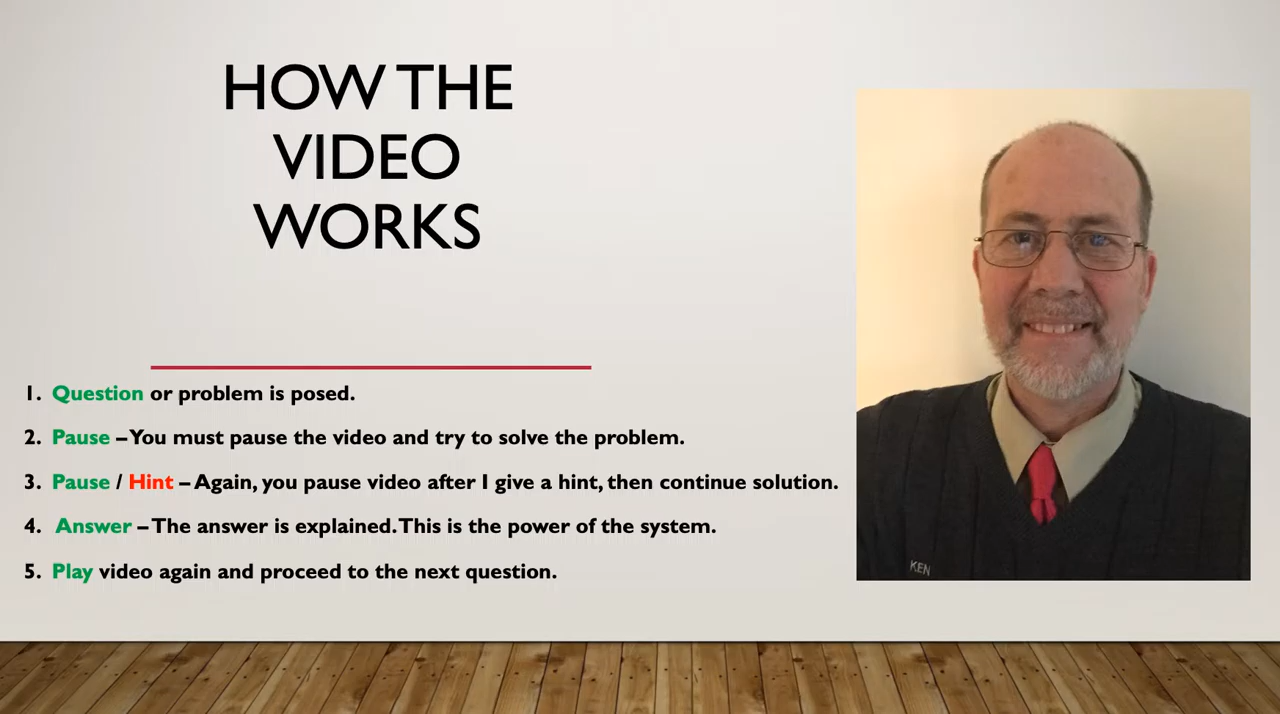 HOW THE
VIDEO
WORKS
1. Question or problem is posed.
2. Pause – You must pause the video and try to solve the problem.
3. Pause / Hint – Again, you pause video after I give a hint, then continue solution.
4. Answer – The answer is explained. This is the power of the system.
5. Play video again and proceed to the next question.
KEN